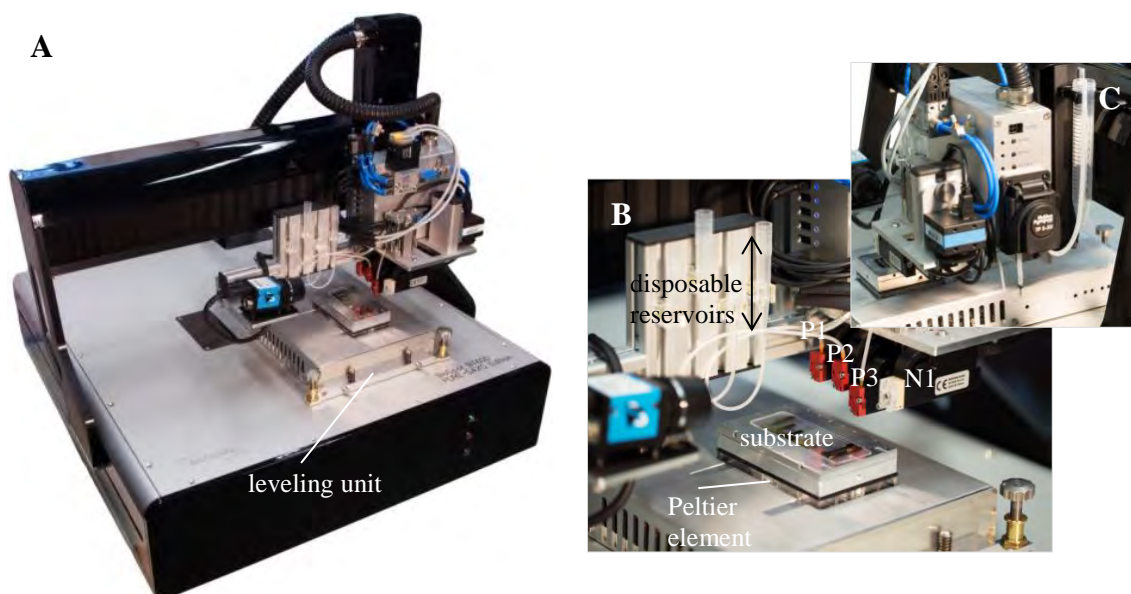 A
leveling unit
B
disposable
reservoirs
P1
P2
P3
N1
substrate
Peltier
element
C